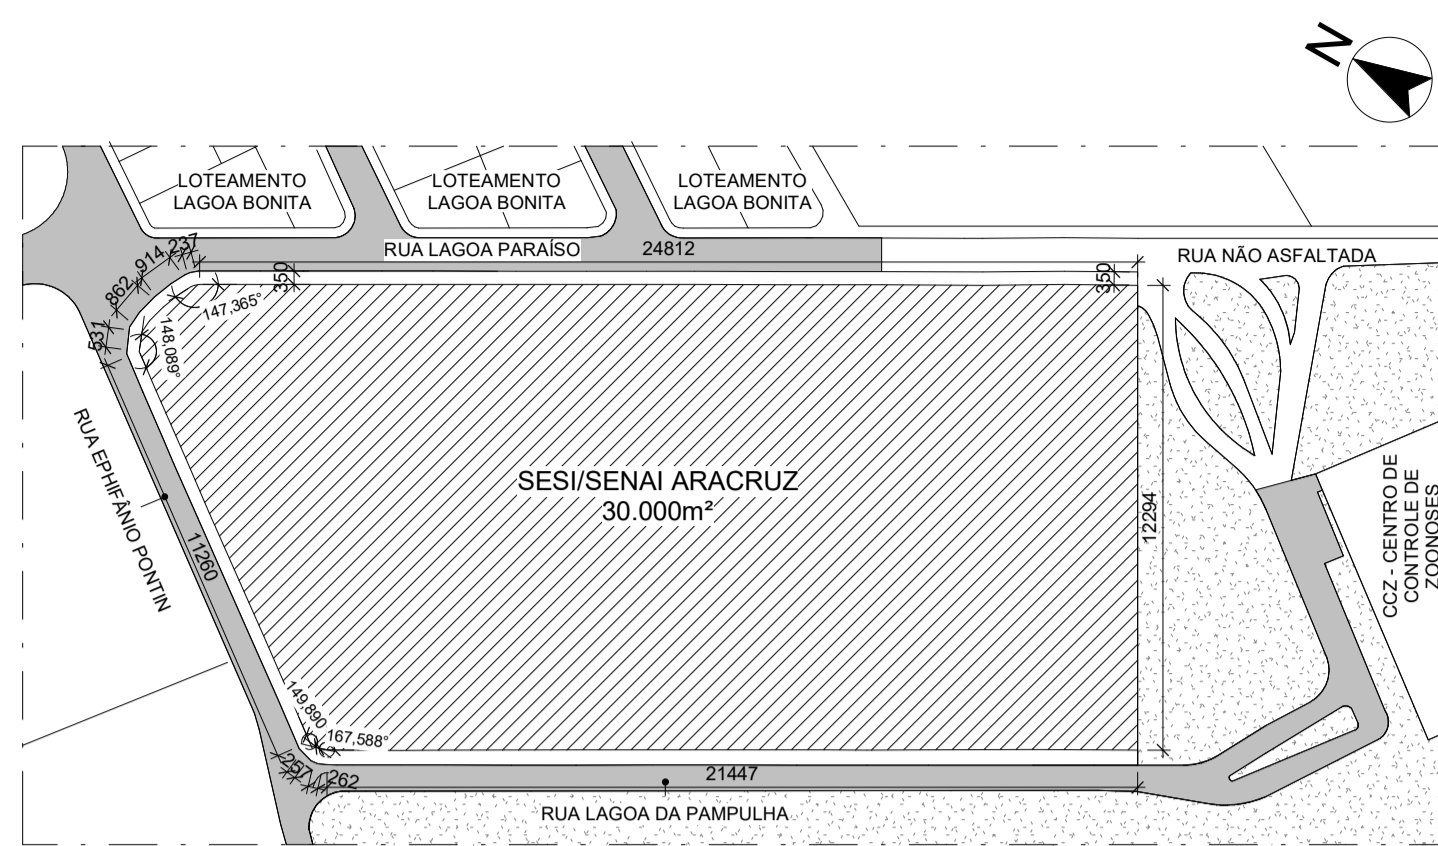 N
LOTEAMENTO
LAGOA BONITA
LOTEAMENTO
LAGOA BONITA
LOTEAMENTO
LAGOA BONITA
RUA LAGOA PARAÍSO
24812
RUA NÃO ASFALTADA
237
914
862
531
350
350
147,365°
148,089°
RUA EPHIFÂNIO PONTIN
11260
SESI/SENAI ARACRUZ
30.000m²
12294
CCZ - CENTRO DE
CONTROLE DE
ZOONOSES
149,890
167,588°
257
262
21447
RUA LAGOA DA PAMPULHA